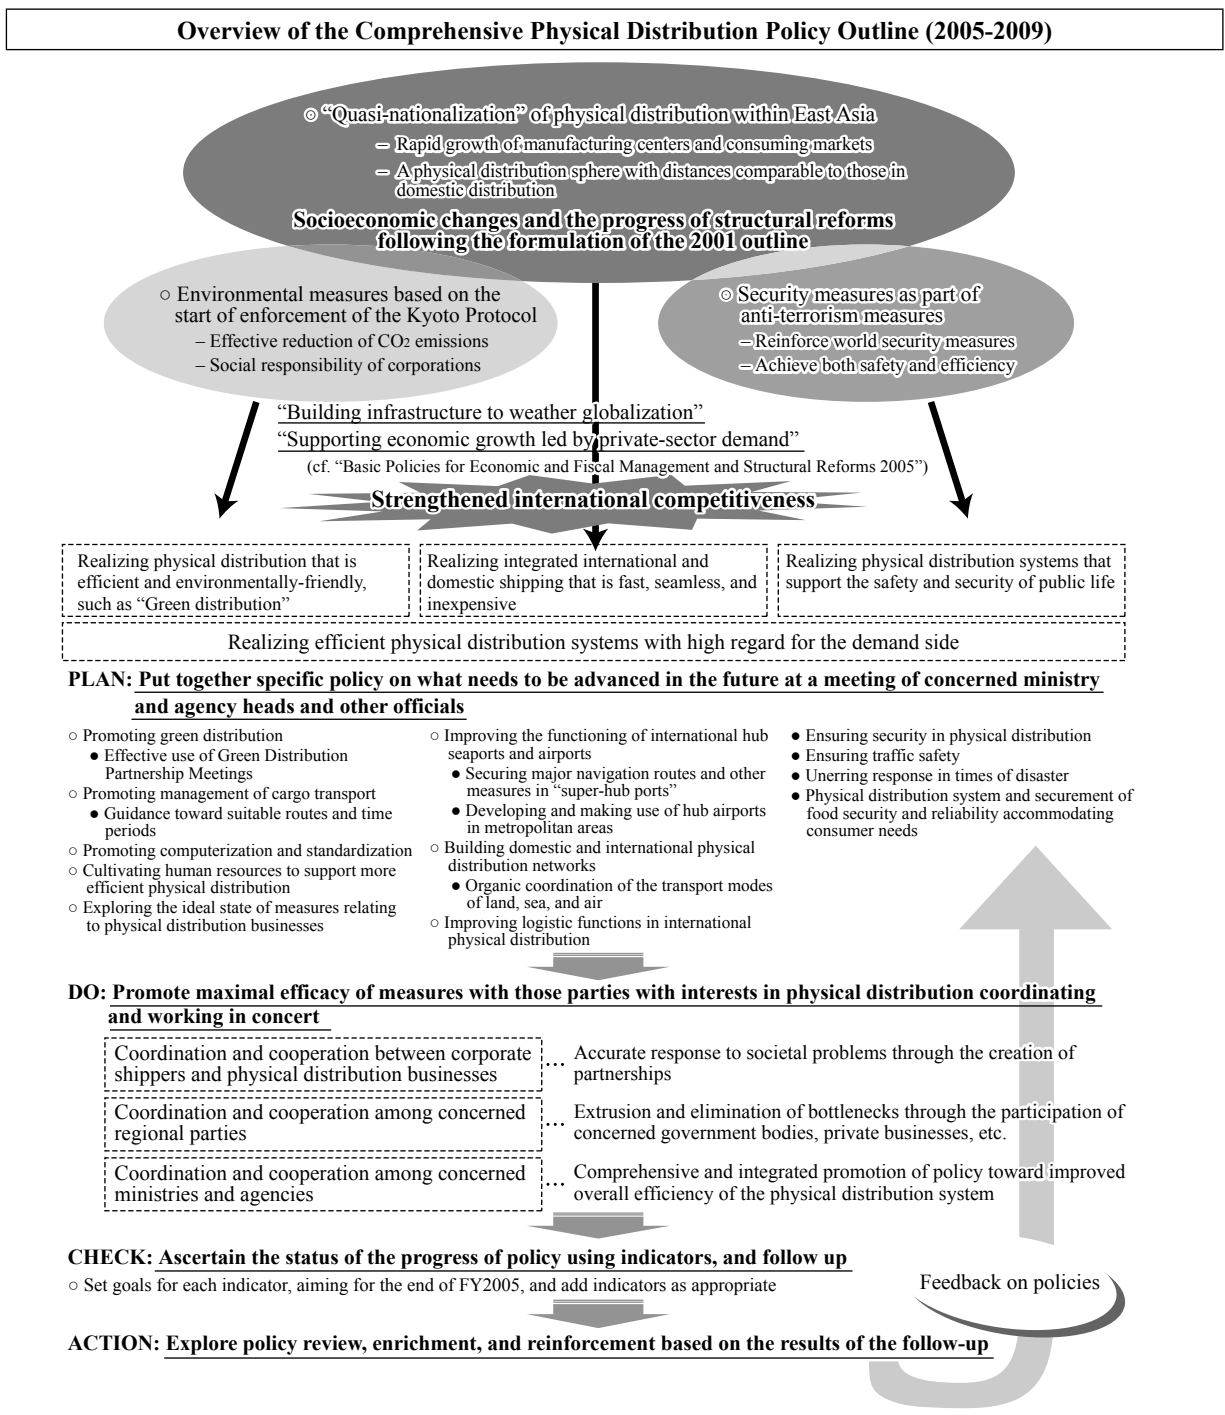 Overview of the Comprehensive Physical Distribution Policy Outline (2005-2009)
○ “Quasi-nationalization” of physical distribution within East Asia
– Rapid growth of manufacturing centers and consuming markets
– A physical distribution sphere with distances comparable to those in
domestic distribution
Socioeconomic changes and the progress of structural reforms
following the formulation of the 2001 outline
○ Environmental measures based on the
start of enforcement of the Kyoto Protocol
– Effective reduction of CO2 emissions
– Social responsibility of corporations
○ Security measures as part of
anti-terrorism measures
– Reinforce world security measures
– Achieve both safety and efficiency
“Building infrastructure to weather globalization”
“Supporting economic growth led by private-sector demand”
(cf. “Basic Policies for Economic and Fiscal Management and Structural Reforms 2005”)
Strengthened international competitiveness
Realizing physical distribution that is
efficient and environmentally-friendly,
such as “Green distribution”
Realizing integrated international and
domestic shipping that is fast, seamless, and
inexpensive
Realizing physical distribution systems that
support the safety and security of public life
Realizing efficient physical distribution systems with high regard for the demand side
PLAN: Put together specific policy on what needs to be advanced in the future at a meeting of concerned ministry
and agency heads and other officials
○ Promoting green distribution
● Effective use of Green Distribution
Partnership Meetings
○ Promoting management of cargo transport
● Guidance toward suitable routes and time
periods
○ Promoting computerization and standardization
○ Cultivating human resources to support more
efficient physical distribution
○ Exploring the ideal state of measures relating
to physical distribution businesses
○ Improving the functioning of international hub
seaports and airports
● Securing major navigation routes and other
measures in “super-hub ports”
● Developing and making use of hub airports
in metropolitan areas
○ Building domestic and international physical
distribution networks
● Organic coordination of the transport modes
of land, sea, and air
○ Improving logistic functions in international
physical distribution
● Ensuring security in physical distribution
● Ensuring traffic safety
● Unerring response in times of disaster
● Physical distribution system and securement of
food security and reliability accommodating
consumer needs
DO: Promote maximal efficacy of measures with those parties with interests in physical distribution coordinating
and working in concert
Coordination and cooperation between corporate
shippers and physical distribution businesses
… Accurate response to societal problems through the creation of
partnerships
Coordination and cooperation among concerned
regional parties
… Extrusion and elimination of bottlenecks through the participation of
concerned government bodies, private businesses, etc.
Coordination and cooperation among concerned
ministries and agencies
… Comprehensive and integrated promotion of policy toward improved
overall efficiency of the physical distribution system
CHECK: Ascertain the status of the progress of policy using indicators, and follow up
○ Set goals for each indicator, aiming for the end of FY2005, and add indicators as appropriate
Feedback on policies
ACTION: Explore policy review, enrichment, and reinforcement based on the results of the follow-up